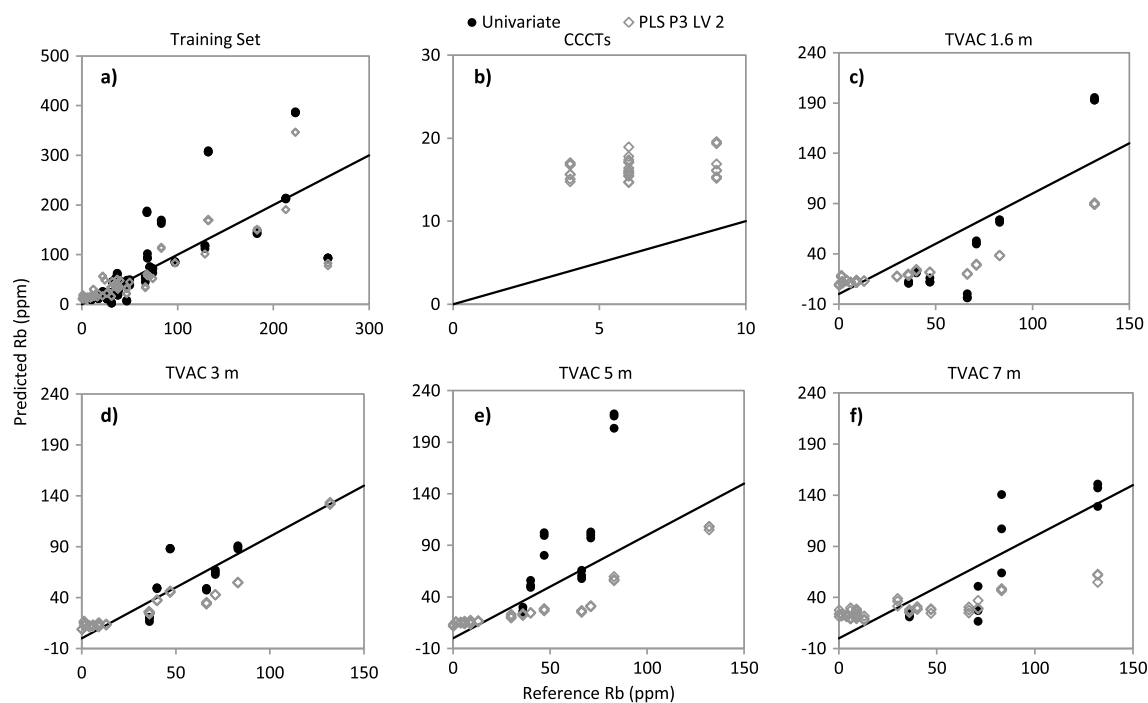 Univariate PLS P3 LV 2
Training Set CCCTs TVAC 1.6 m
a) b) c)
500 400 300 200 100 0
0 100 200 300
30 20 10 0
0 5 10
240 190 140 90 40 -10
0 50 100 150
Predicted Rb (ppm)
TVAC 3 m TVAC 5 m TVAC 7 m
d) e) f)
240 190 140 90 40 -10
0 50 100 150
240 190 140 90 40 -10
0 50 100 150
240 190 140 90 40 -10
0 50 100 150
Reference Rb (ppm)